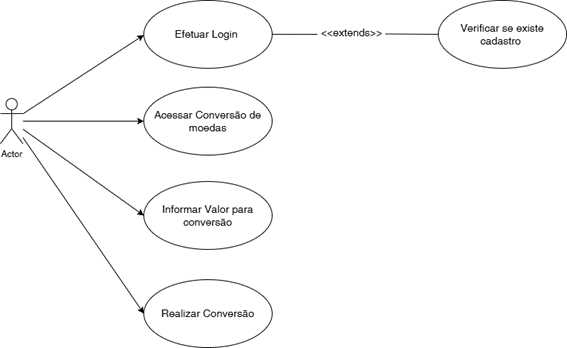 Efetuar Login
<<extends>>
Verificar se existe
cadastro
Acessar Conversão de
moedas
Actor
Informar Valor para
conversão
Realizar Conversão